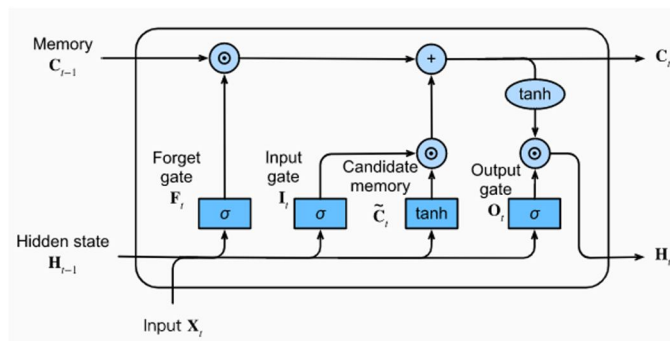 Memory
C_{t−1}
C_t
tanh
+
Forget
gate
F_t
Input
gate
I_t
Candidate
memory
C̃_t
Output
gate
O_t
σ
σ
tanh
σ
Hidden state
H_{t−1}
H_t
Input X_t